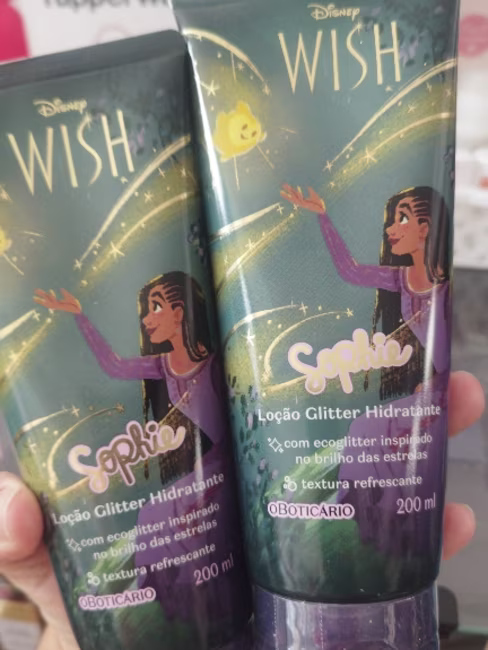 Tupperw
Disney
WISH
Sophie
Loção Glitter Hidratante
com ecoglitter inspirado
no brilho das estrelas
textura refrescante
200 ml
OBOTICÁRIO
Disney
WISH
Sophie
Loção Glitter Hidratante
com ecoglitter inspirado
no brilho das estrelas
textura refrescante
OBOTICÁRIO
200 ml